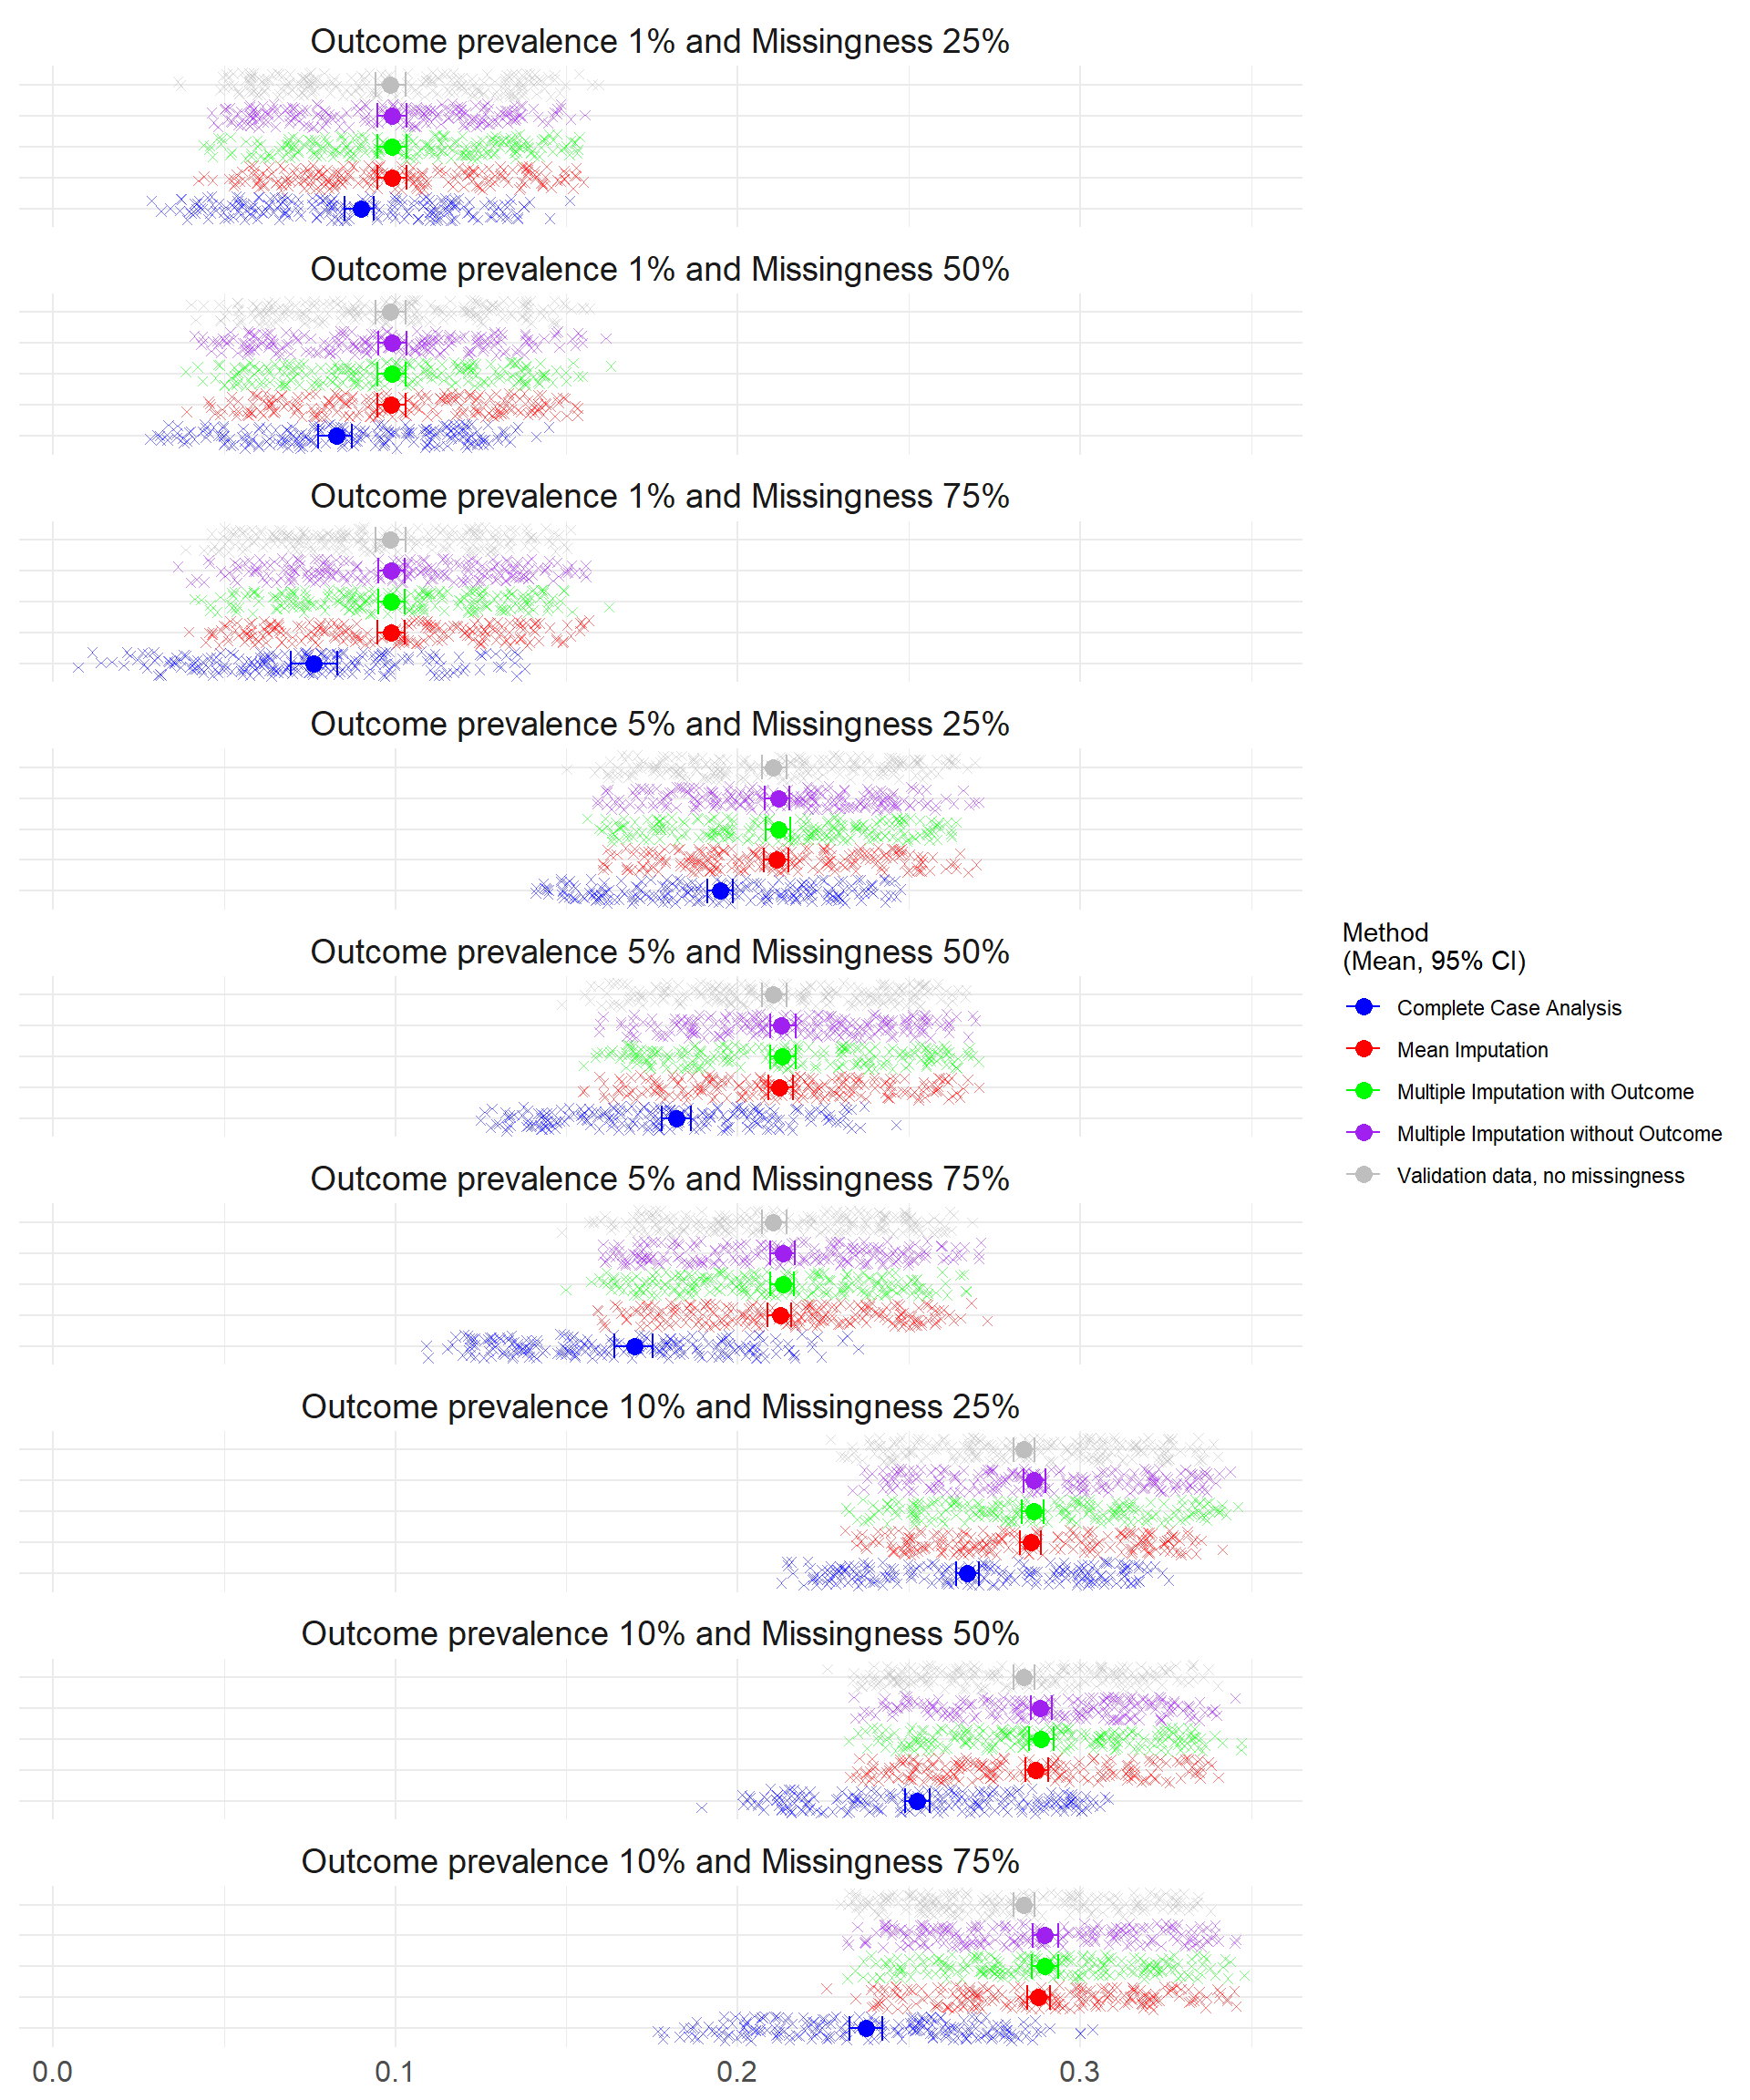 Outcome prevalence 1% and Missingness 25%
Outcome prevalence 1% and Missingness 50%
Outcome prevalence 1% and Missingness 75%
Outcome prevalence 5% and Missingness 25%
Outcome prevalence 5% and Missingness 50%
Outcome prevalence 5% and Missingness 75%
Outcome prevalence 10% and Missingness 25%
Outcome prevalence 10% and Missingness 50%
Outcome prevalence 10% and Missingness 75%
0.0 0.1 0.2 0.3
Method
(Mean, 95% CI)
Complete Case Analysis
Mean Imputation
Multiple Imputation with Outcome
Multiple Imputation without Outcome
Validation data, no missingness